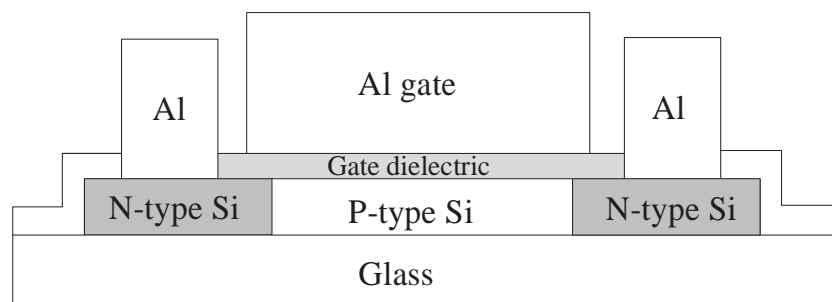 Al
Al gate
Al
Gate dielectric
N-type Si
P-type Si
N-type Si
Glass